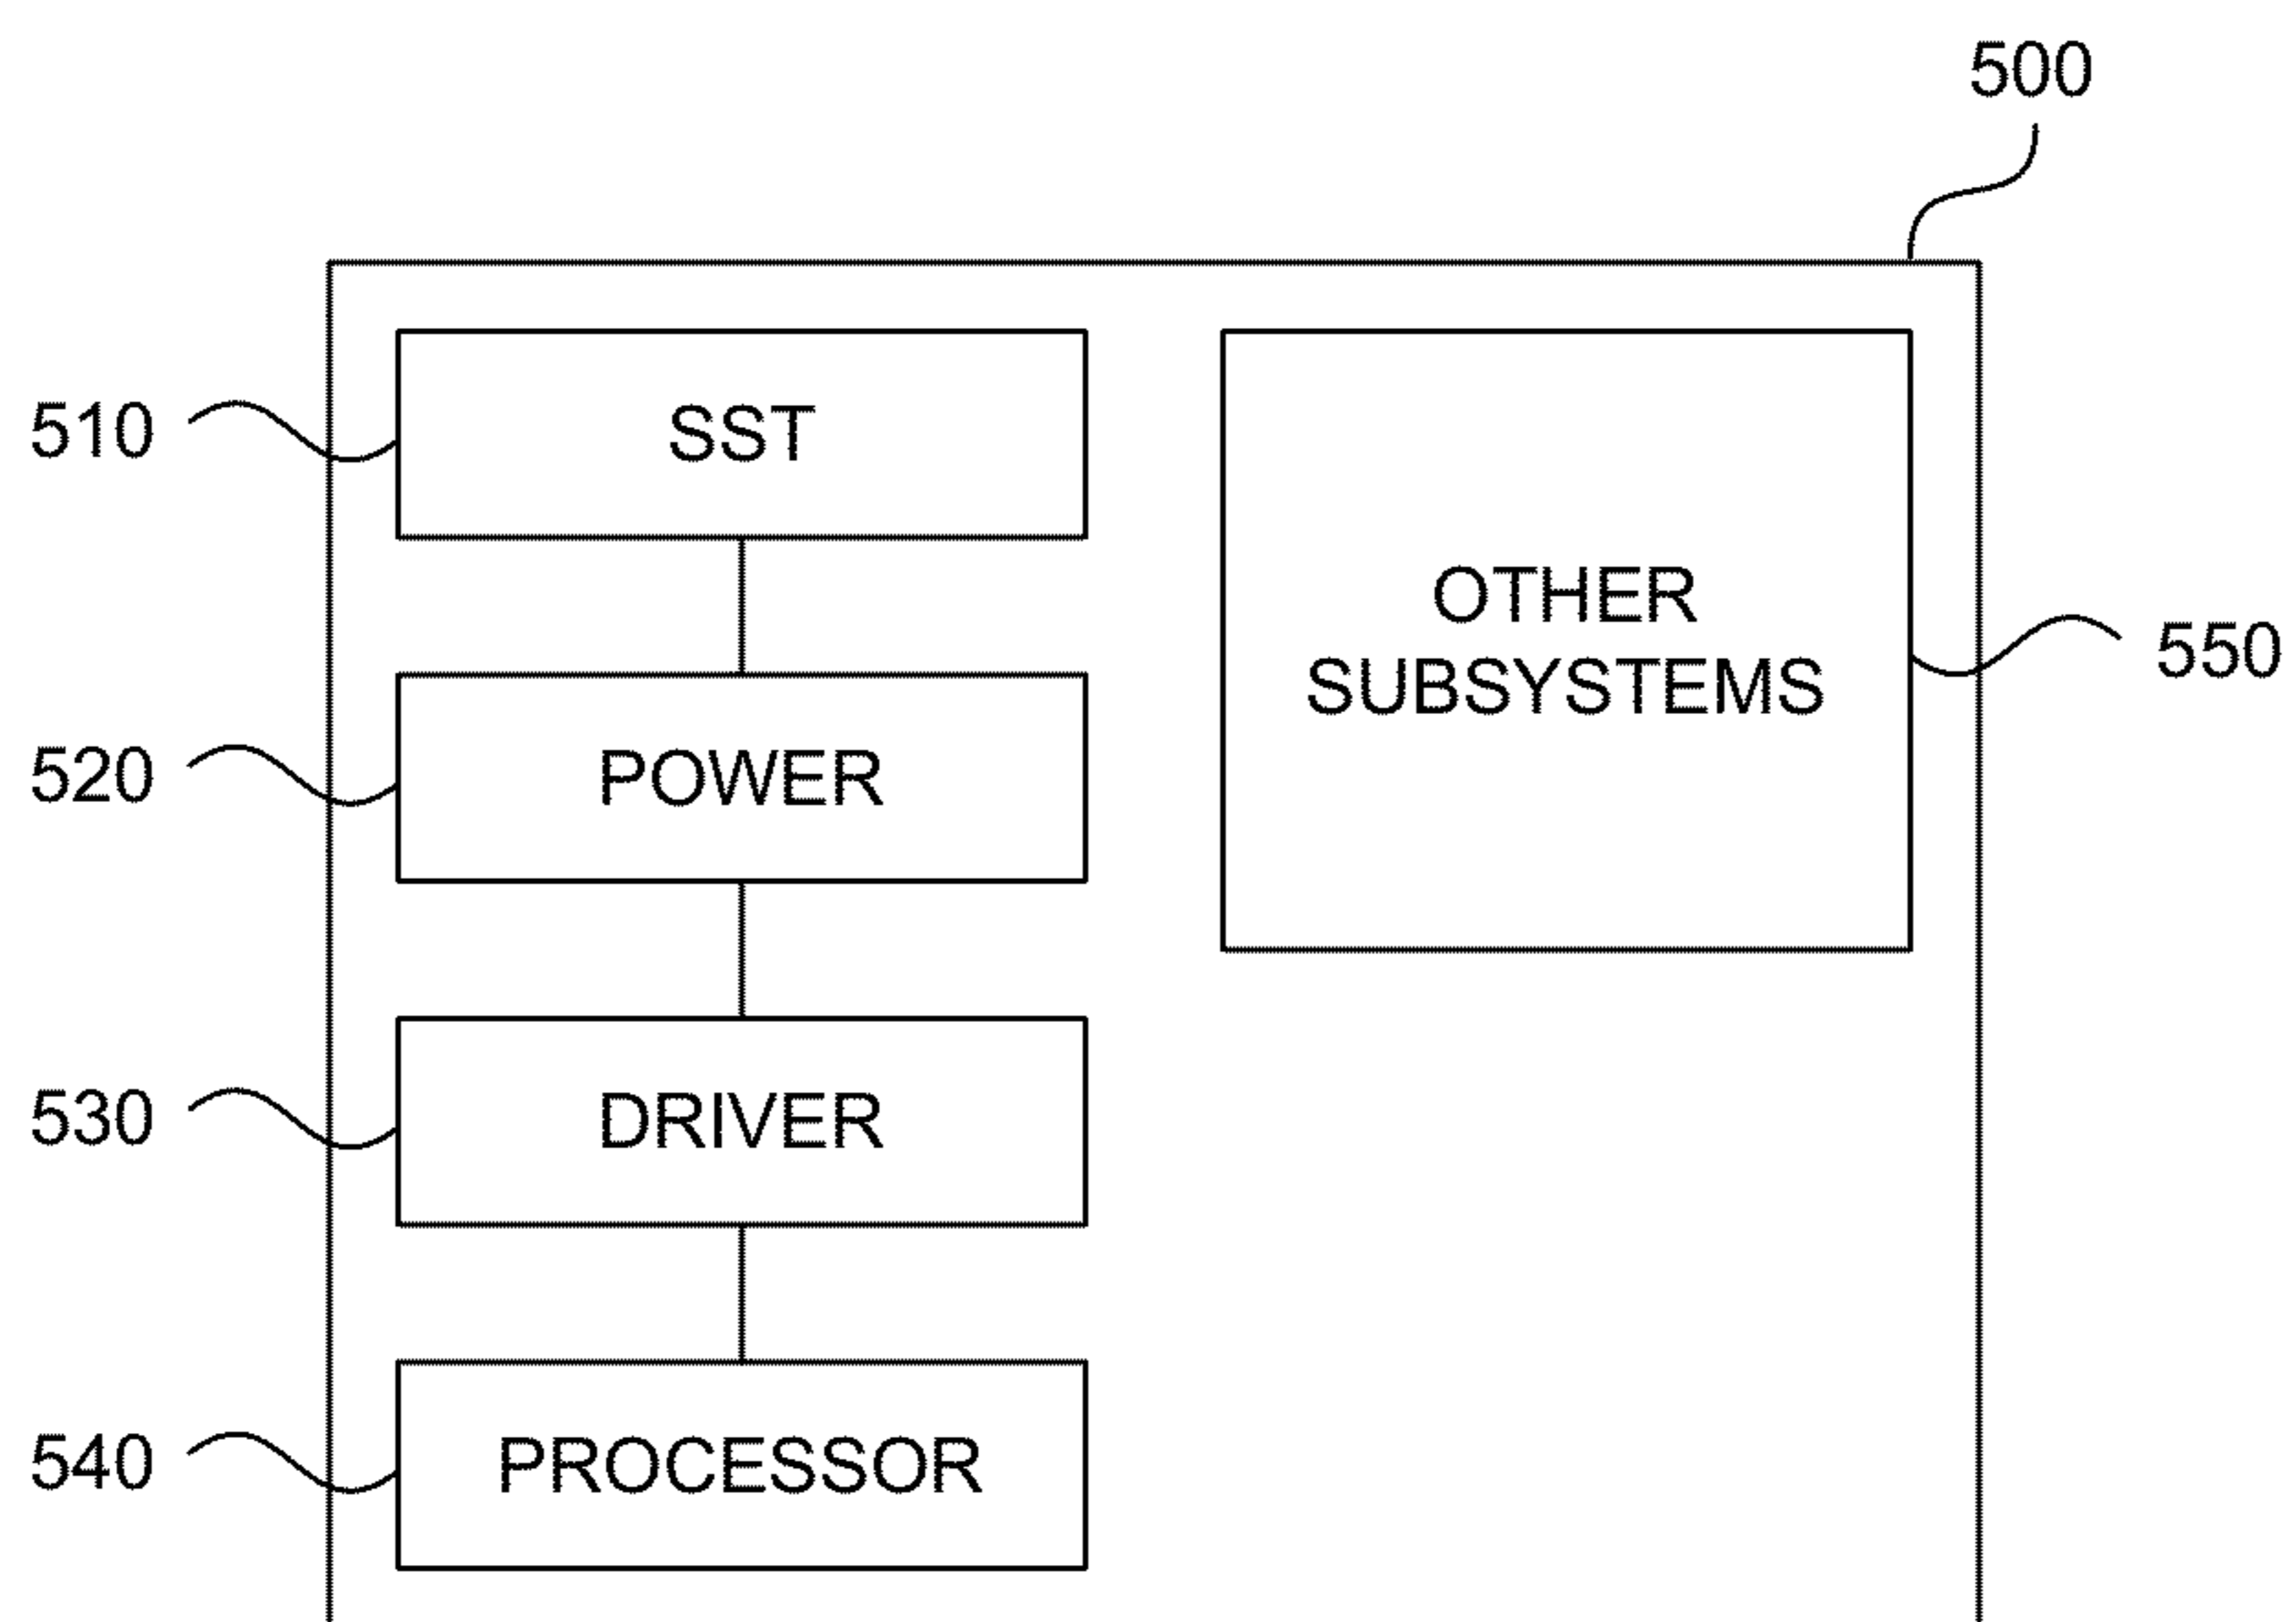 500
510
SST
OTHER
SUBSYSTEMS
550
520
POWER
530
DRIVER
540
PROCESSOR